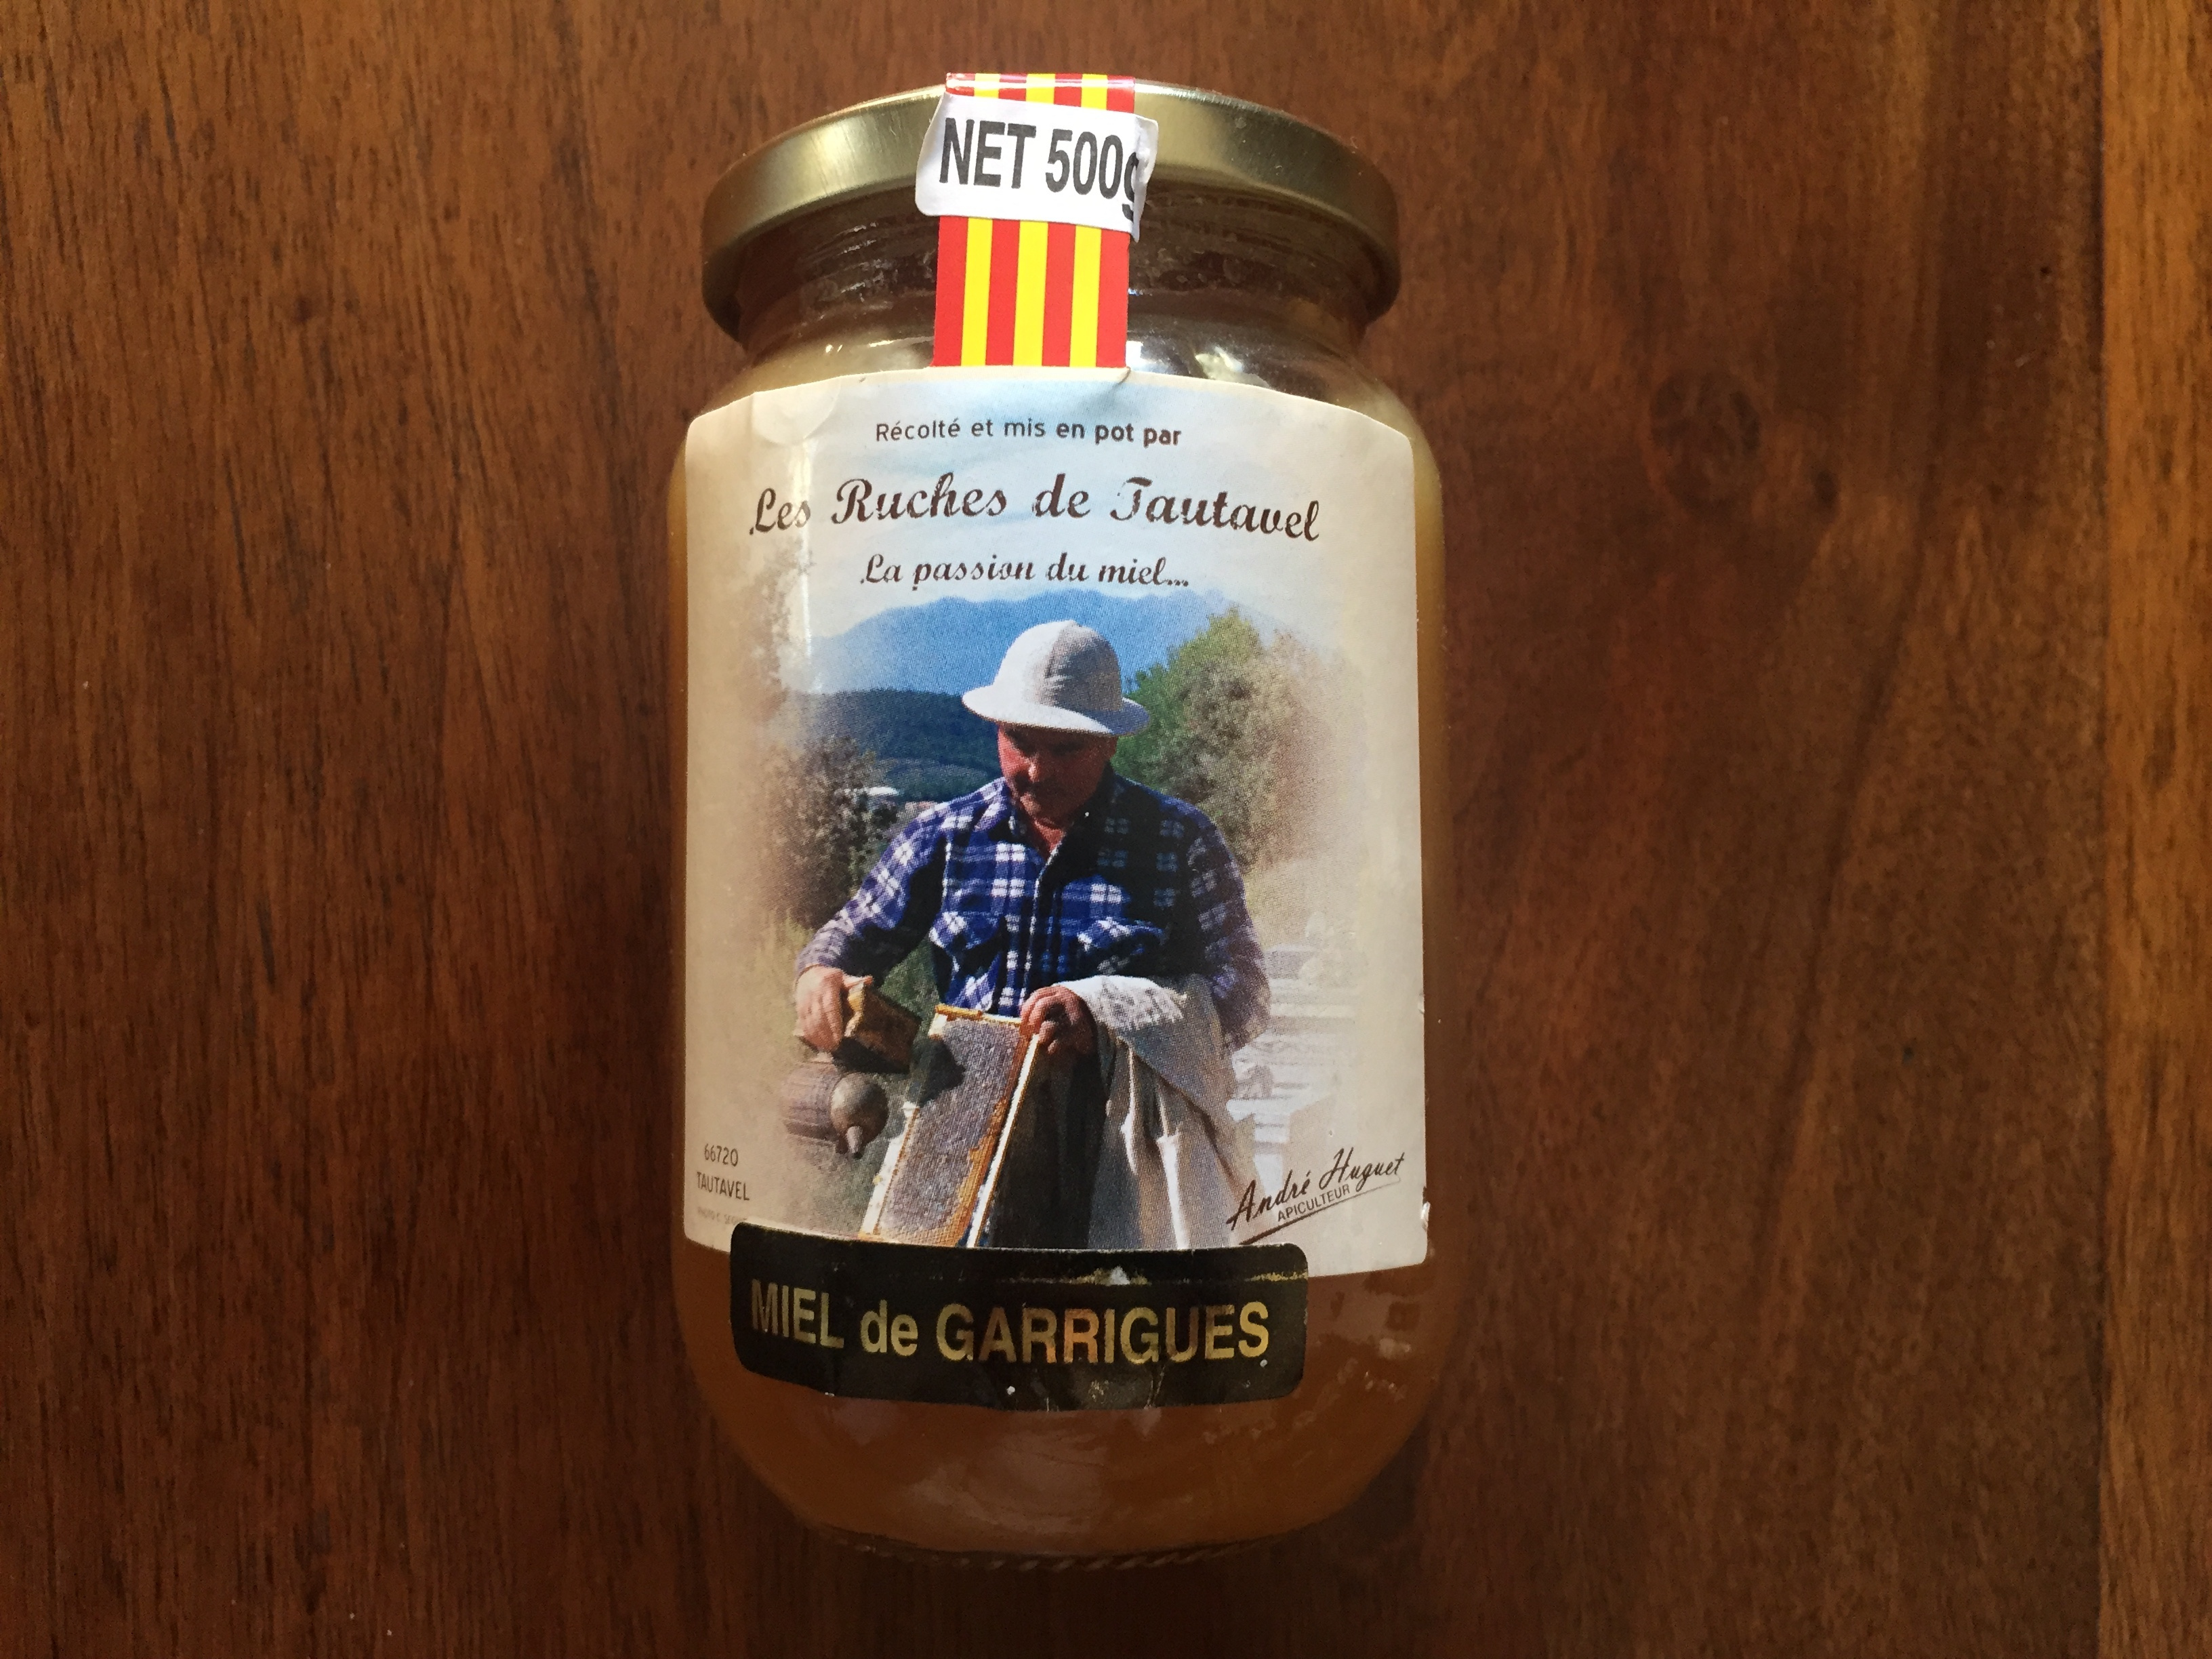 NET 500g
Récolté et mis en pot par
Les Ruches de Tautavel
La passion du miel...
66720
TAUTAVEL
André Huguet
APICULTEUR
MIEL de GARRIGUES